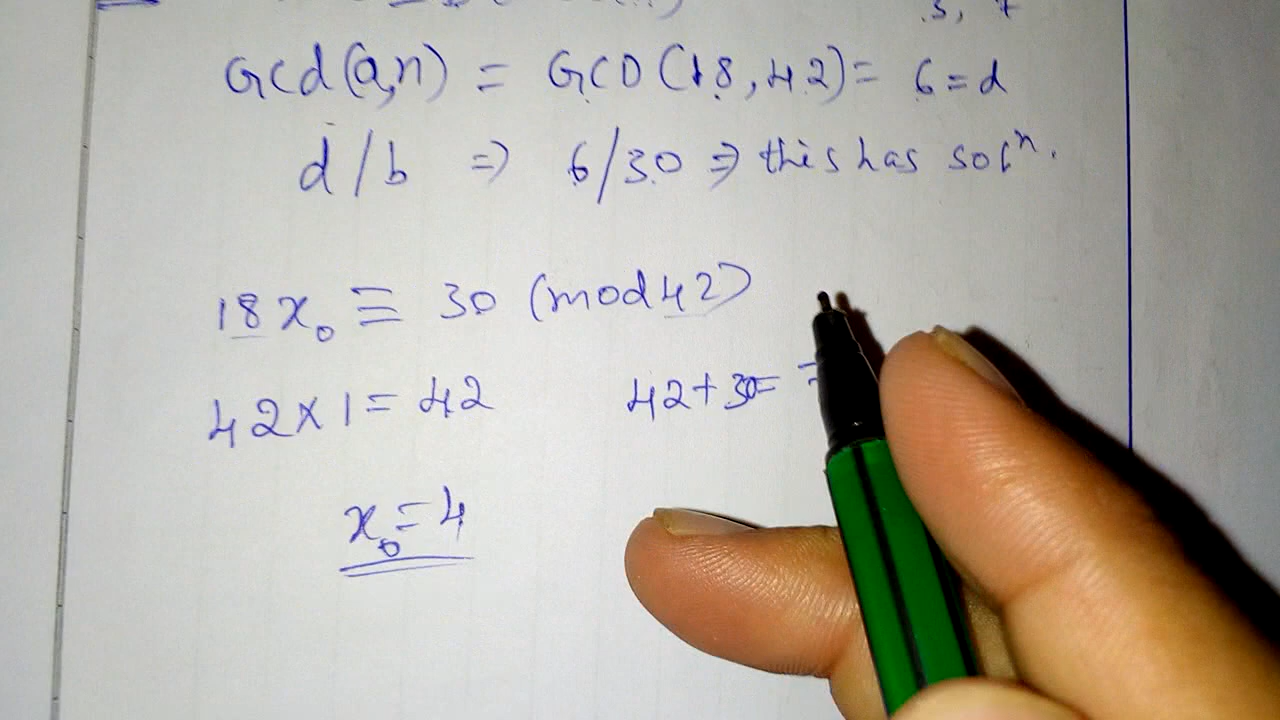 Gcd(a,n) = GCD(18,42) = 6 = d
d/b => 6/30 => this has solⁿ.
18x₀ ≡ 30 (mod 42)
42 x 1 = 42 42+30= 7
x₀ = 4